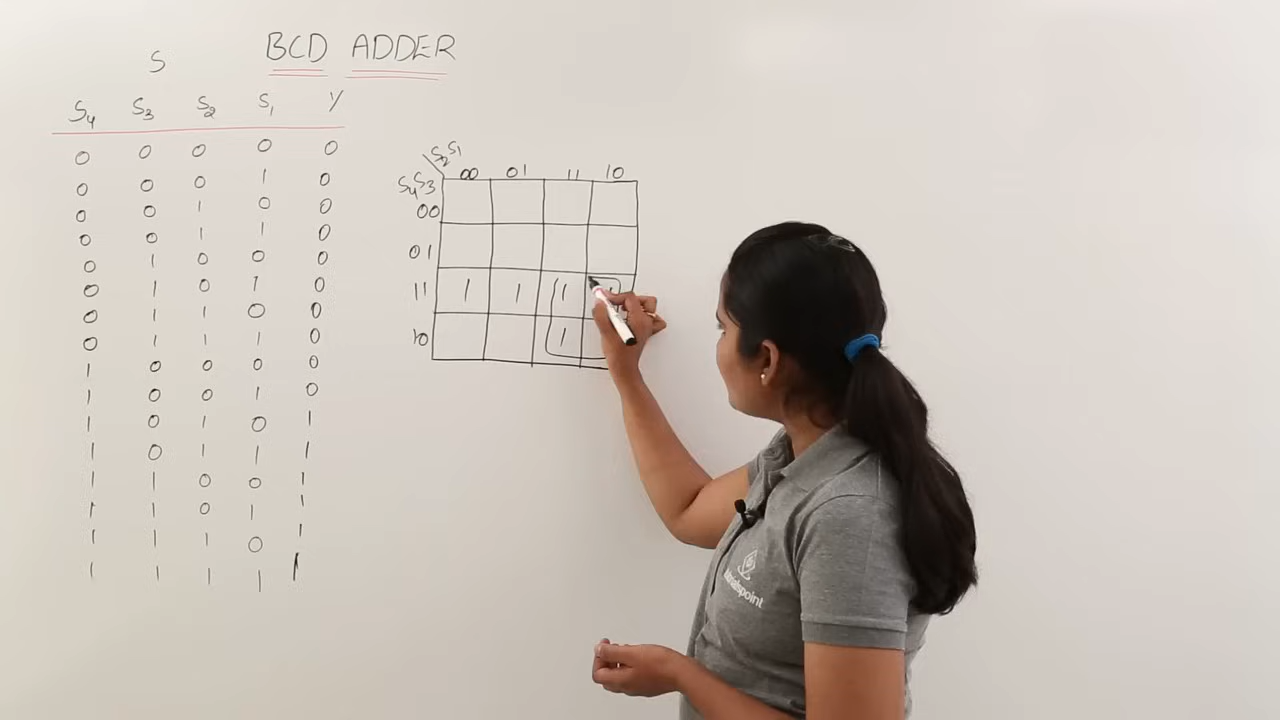 BCD ADDER
S
S4 S3 S2 S1 Y
0 0 0 0 0
0 0 0 1 0
0 0 1 0 0
0 0 1 1 0
0 1 0 0 0
0 1 0 1 0
0 1 1 0 0
0 1 1 1 0
1 0 0 0 0
1 0 0 1 0
1 0 1 0 1
1 0 1 1 1
1 1 0 0 1
1 1 0 1 1
1 1 1 0 1
1 1 1 1 1
S2S1
S4S3
00 01 11 10
00
01
11 1 1 1 1
10 1